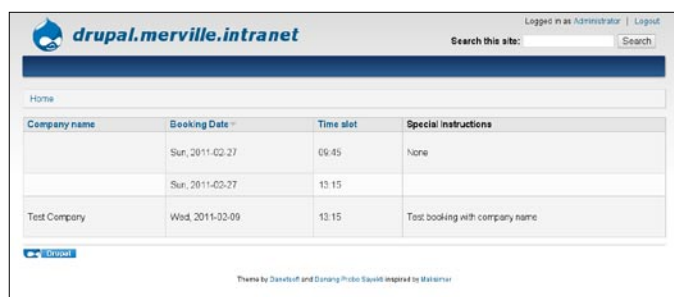 Logged in as Administrator | Logout
drupal.merville.intranet
Search this site: Search
Home
Company name Booking Date Time slot Special Instructions
Sun, 2011-02-27 09:45 None
Sun, 2011-02-27 13:15
Test Company Wed, 2011-02-09 13:15 Test booking with company name
Drupal
Theme by Danetsoft and Danang Probo Sayekti inspired by Maksimer